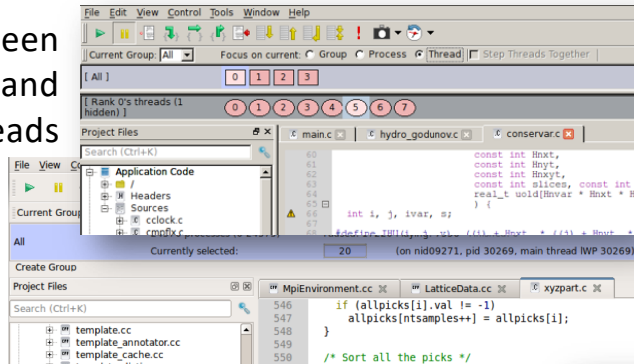 een
and
eads
File Edit View Control Tools Window Help
Current Group: All Focus on current: Group Process Thread Step Threads Together
[ All ] 0 1 2 3
[ Rank 0's threads (1 hidden) ] 0 1 2 3 4 5 6 7
Project Files
main.c hydro_godunov.c conservar.c
Search (Ctrl+K)
Application Code
/
Headers
Sources
cclock.c
cmpflx.c
60 const int Hnxt,
61 const int Hnyt,
62 const int Hnxyt,
63 const int slices, const int
64 real_t uold[Hnvar * Hnxt * H
65 ) {
66 int i, j, ivar, s;
67
File View
Current Group
All
Currently selected: 20 (on nid09271, pid 30269, main thread lWP 30269)
Create Group
Project Files
MpiEnvironment.cc LatticeData.cc xyzpart.c
Search (Ctrl+K)
template.cc
template_annotator.cc
template_cache.cc
546 if (allpicks[i].val != -1)
547 allpicks[ntsamples++] = allpicks[i];
548 }
549
550 /* Sort all the picks */